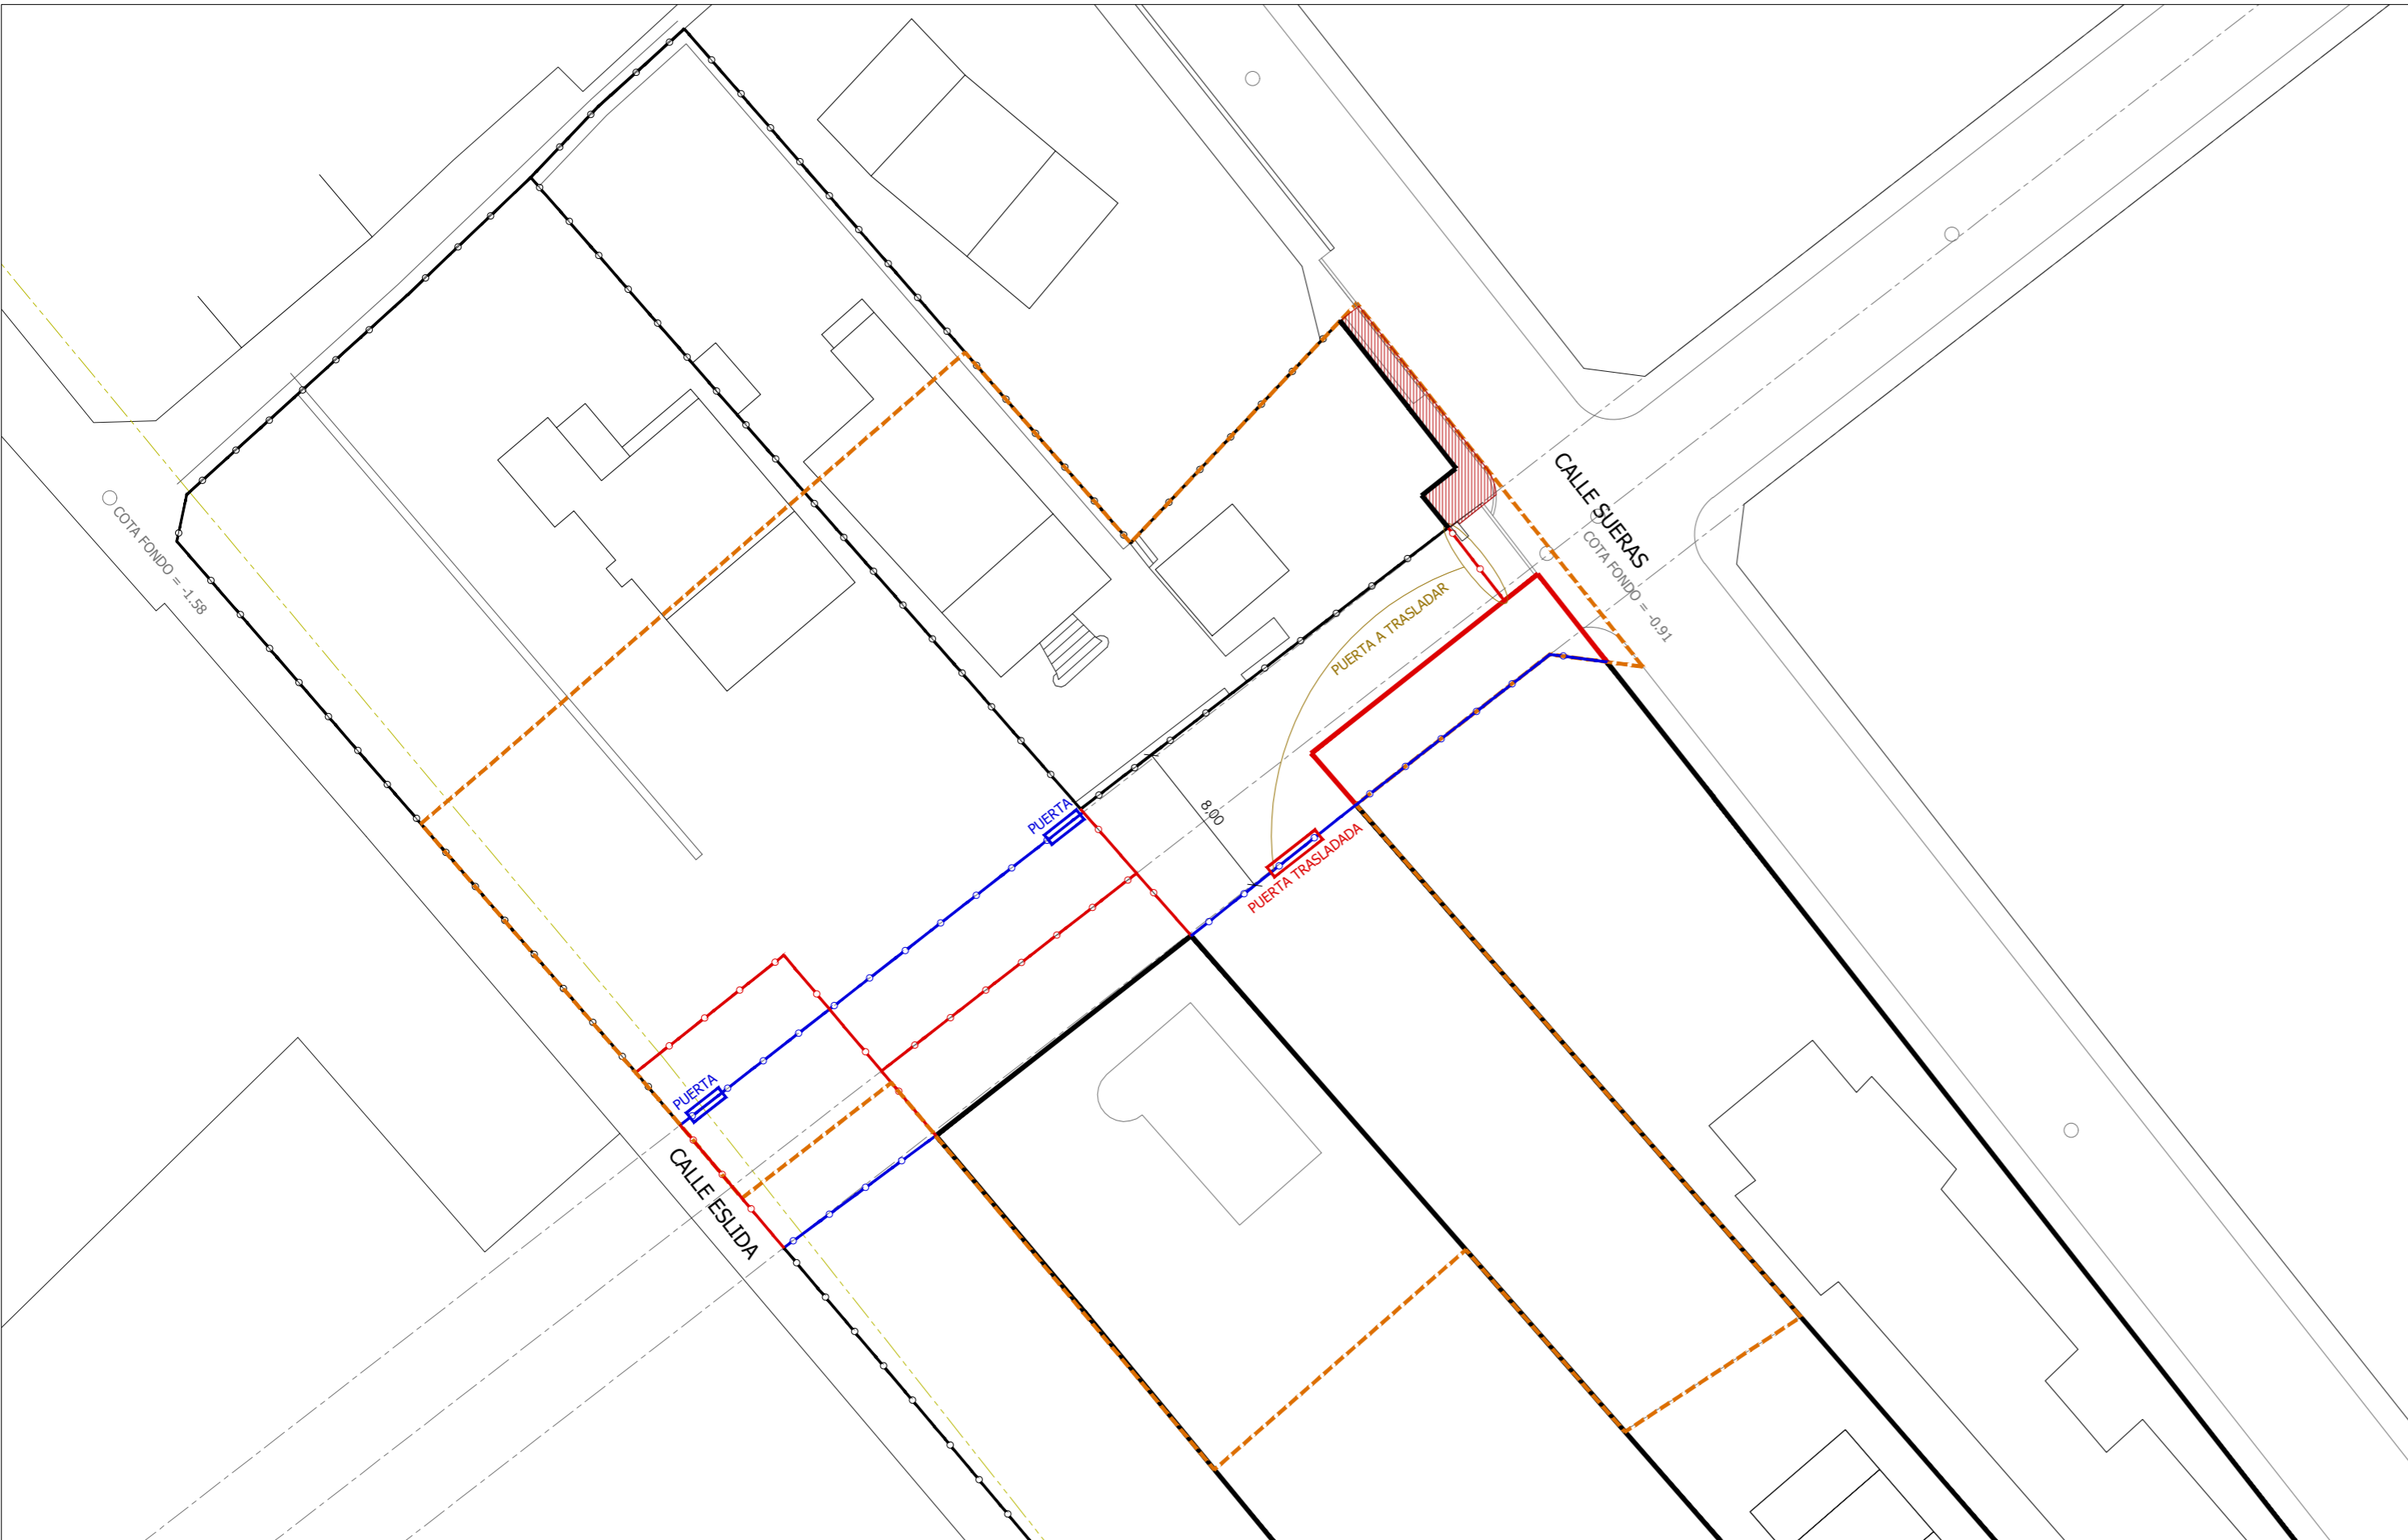 CALLE SUERAS
COTA FONDO = -0.91
COTA FONDO = -1.58
PUERTA A TRASLADAR
8,00
PUERTA
PUERTA TRASLADADA
PUERTA
CALLE ESLIDA